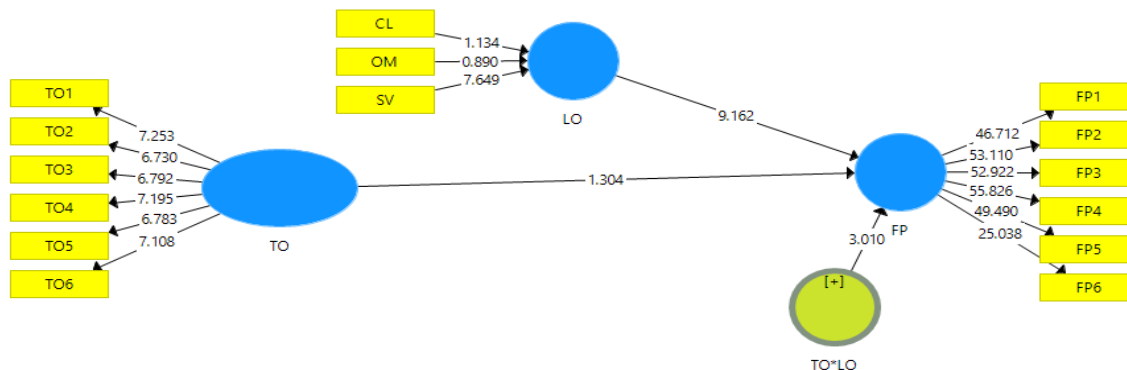 CL
OM
SV
1.134
0.890
7.649
LO
9.162
TO1
TO2
TO3
TO4
TO5
TO6
7.253
6.730
6.792
7.195
6.783
7.108
TO
1.304
FP
3.010
[+]
TO*LO
46.712
53.110
52.922
55.826
49.490
25.038
FP1
FP2
FP3
FP4
FP5
FP6